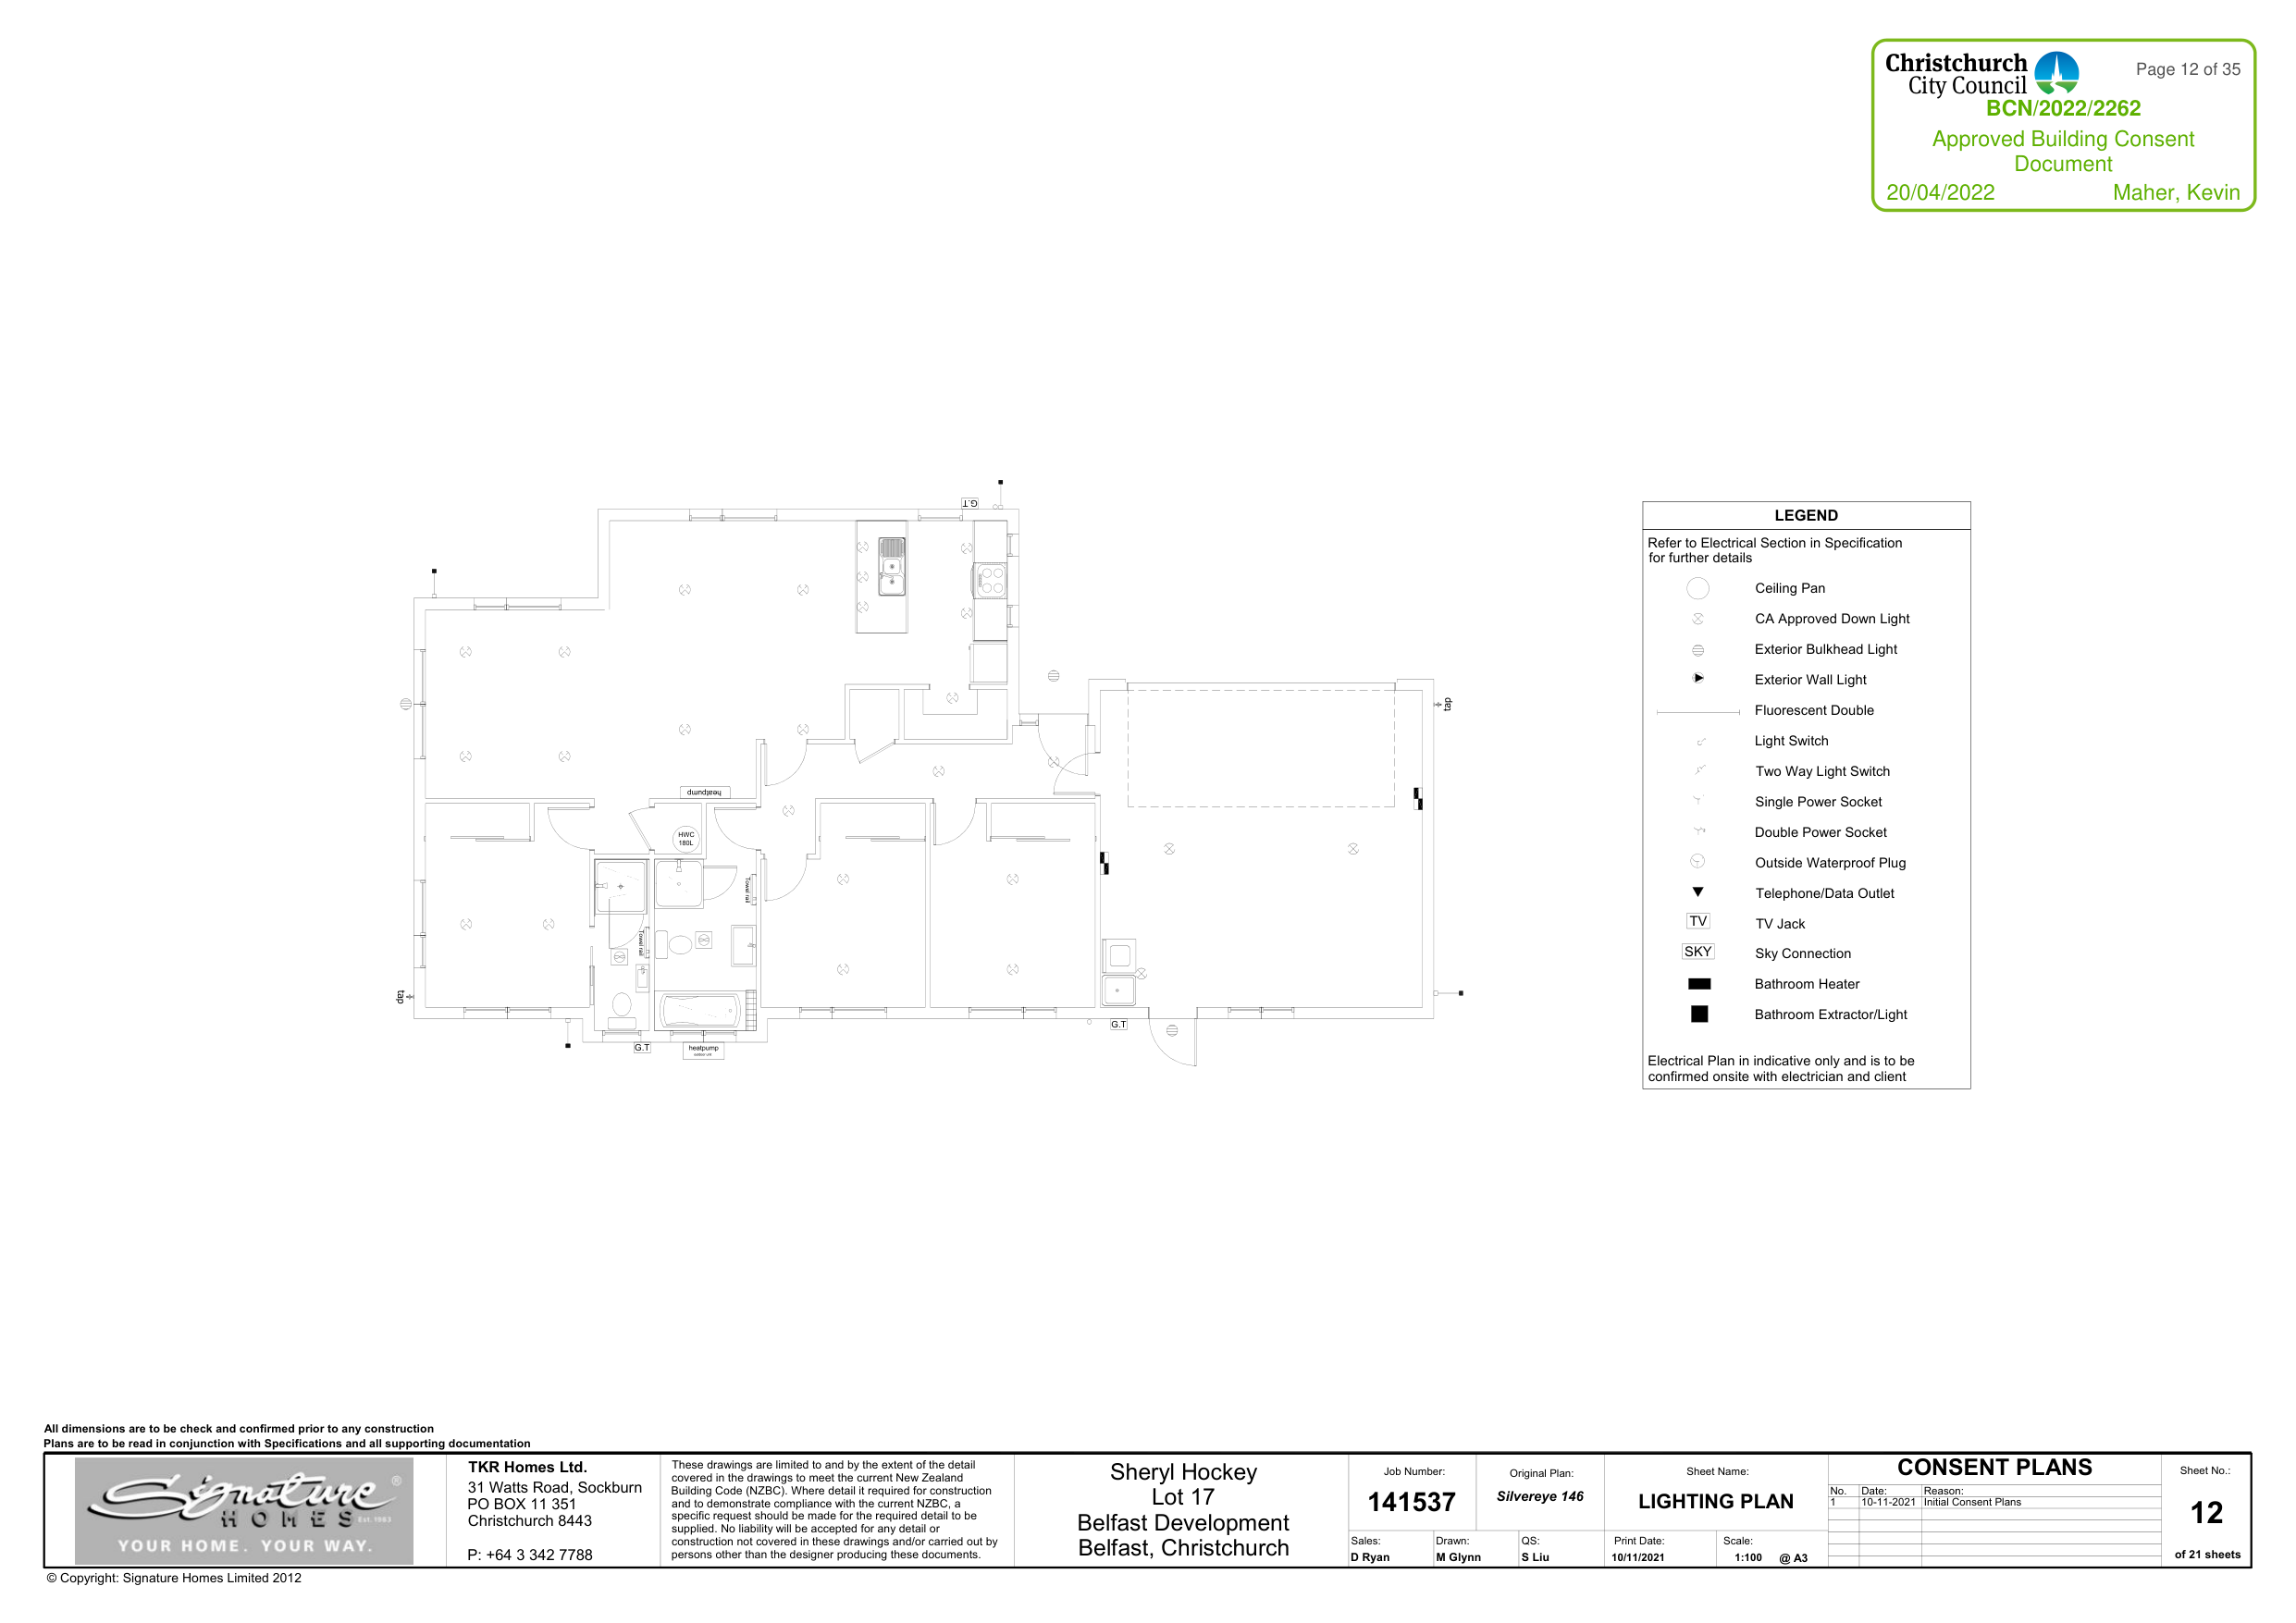 Christchurch
City Council
Page 12 of 35
BCN/2022/2262
Approved Building Consent
Document
20/04/2022 Maher, Kevin
G.T
tap
heatpump
HWC
180L
Towel rail
Towel rail
tap
G.T
heatpump
G.T
LEGEND
Refer to Electrical Section in Specification
for further details
Ceiling Pan
CA Approved Down Light
Exterior Bulkhead Light
Exterior Wall Light
Fluorescent Double
Light Switch
Two Way Light Switch
Single Power Socket
Double Power Socket
Outside Waterproof Plug
Telephone/Data Outlet
TV TV Jack
SKY Sky Connection
Bathroom Heater
Bathroom Extractor/Light
Electrical Plan in indicative only and is to be
confirmed onsite with electrician and client
All dimensions are to be check and confirmed prior to any construction
Plans are to be read in conjunction with Specifications and all supporting documentation
Signature ®
HOMES Est. 1983
YOUR HOME. YOUR WAY.
TKR Homes Ltd.
31 Watts Road, Sockburn
PO BOX 11 351
Christchurch 8443
P: +64 3 342 7788
These drawings are limited to and by the extent of the detail
covered in the drawings to meet the current New Zealand
Building Code (NZBC). Where detail it required for construction
and to demonstrate compliance with the current NZBC, a
specific request should be made for the required detail to be
supplied. No liability will be accepted for any detail or
construction not covered in these drawings and/or carried out by
persons other than the designer producing these documents.
Sheryl Hockey
Lot 17
Belfast Development
Belfast, Christchurch
Job Number:
141537
Original Plan:
Silvereye 146
Sales:
D Ryan
Drawn:
M Glynn
QS:
S Liu
Sheet Name:
LIGHTING PLAN
Print Date:
10/11/2021
Scale:
1:100 @ A3
CONSENT PLANS
No. Date: Reason:
1 10-11-2021 Initial Consent Plans
Sheet No.:
12
of 21 sheets
© Copyright: Signature Homes Limited 2012